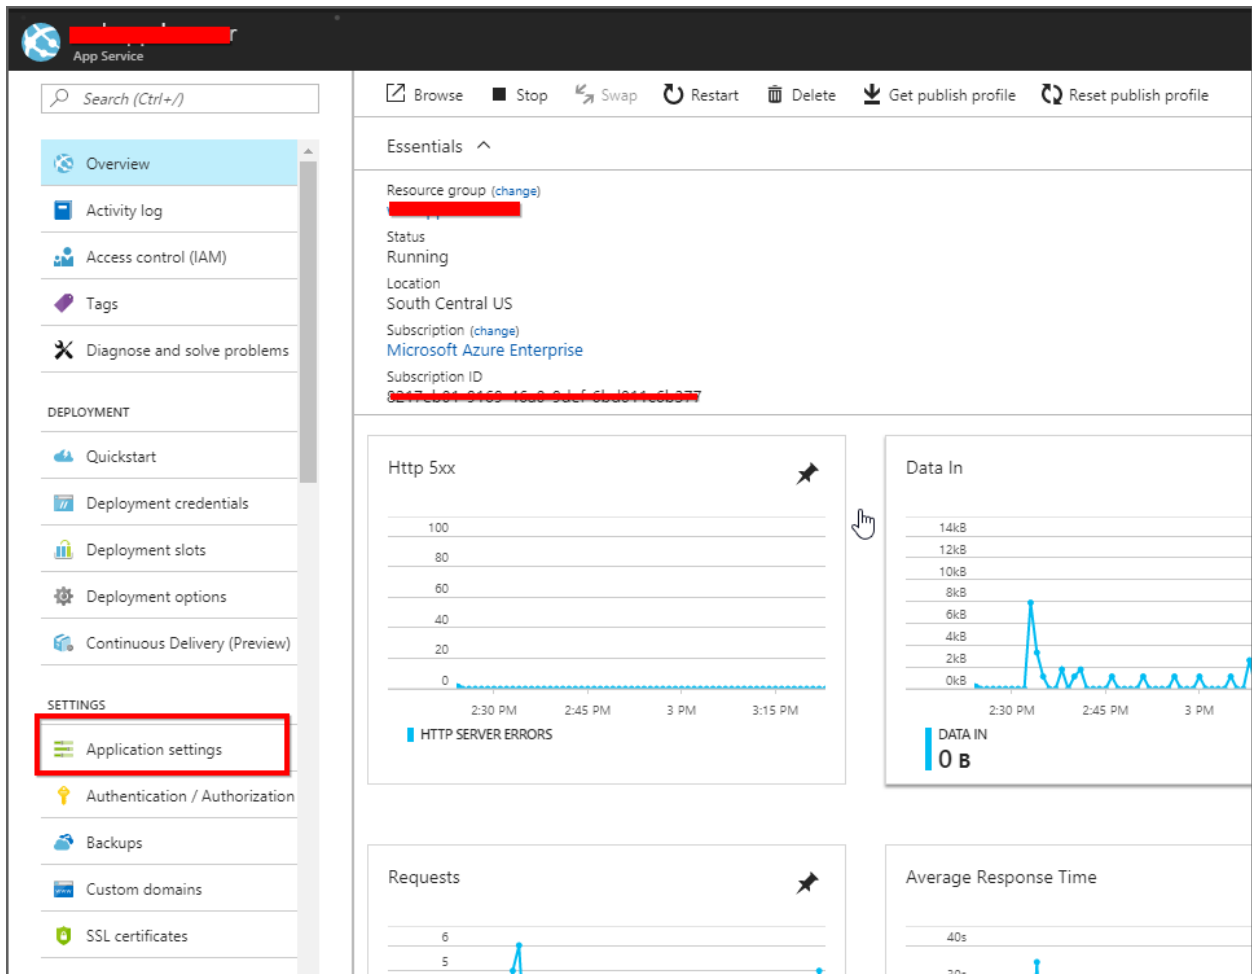 App Service
Search (Ctrl+/)
Overview
Activity log
Access control (IAM)
Tags
Diagnose and solve problems
DEPLOYMENT
Quickstart
Deployment credentials
Deployment slots
Deployment options
Continuous Delivery (Preview)
SETTINGS
Application settings
Authentication / Authorization
Backups
Custom domains
SSL certificates
Browse Stop Swap Restart Delete Get publish profile Reset publish profile
Essentials
Resource group (change)
Status
Running
Location
South Central US
Subscription (change)
Microsoft Azure Enterprise
Subscription ID
Http 5xx
100
80
60
40
20
0
2:30 PM 2:45 PM 3 PM 3:15 PM
HTTP SERVER ERRORS
Data In
14kB
12kB
10kB
8kB
6kB
4kB
2kB
0kB
2:30 PM 2:45 PM 3 PM
DATA IN
0 B
Requests
6
5
Average Response Time
40s